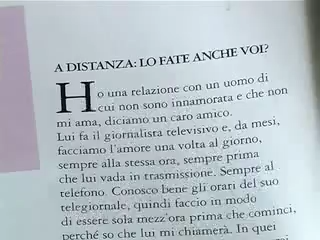 A DISTANZA: LO FATE ANCHE VOI?
Ho una relazione con un uomo di
cui non sono innamorata e che non
mi ama, diciamo un caro amico.
Lui fa il giornalista televisivo e, da mesi,
facciamo l'amore una volta al giorno,
sempre alla stessa ora, sempre prima
che lui vada in trasmissione. Sempre al
telefono. Conosco bene gli orari del suo
telegiornale, quindi faccio in modo
di essere sola mezz'ora prima che cominci,
perché so che lui mi chiamerà. In quei